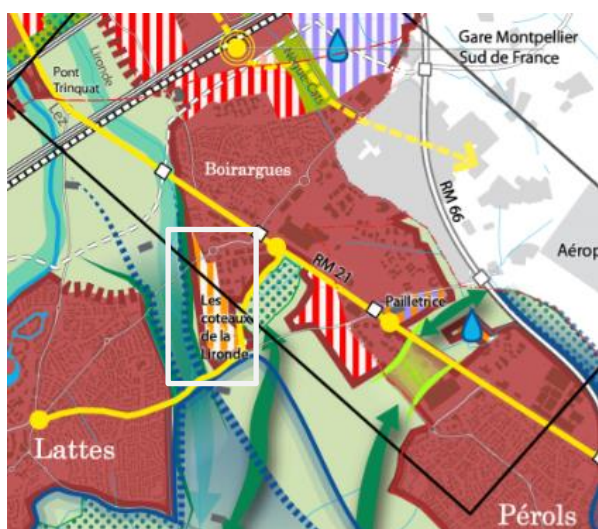 Gare Montpellier
Sud de France
Pont
Trinquat
Lironde
Lez
Boirargues
RM 66
Aérop
RM 21
Pailletrice
Les
coteaux
de la
Lironde
Lattes
Pérols